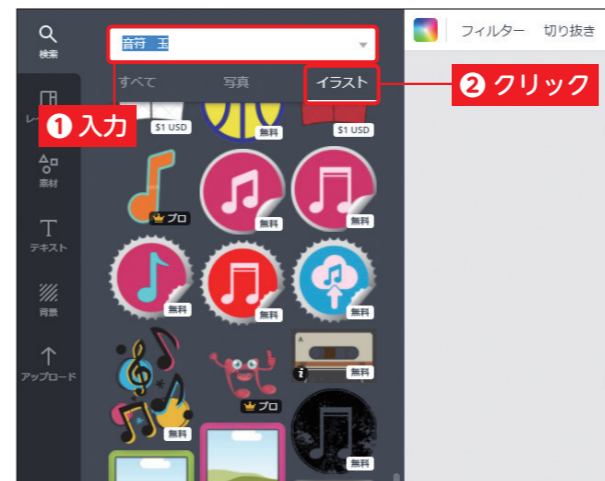 検索
音符 玉
フィルター 切り抜き
すべて 写真 イラスト
❷ クリック
❶ 入力
$1 USD
無料
$1 USD
素材
プロ
無料
無料
テキスト
無料
無料
無料
背景
アップロード
無料
プロ
無料
無料